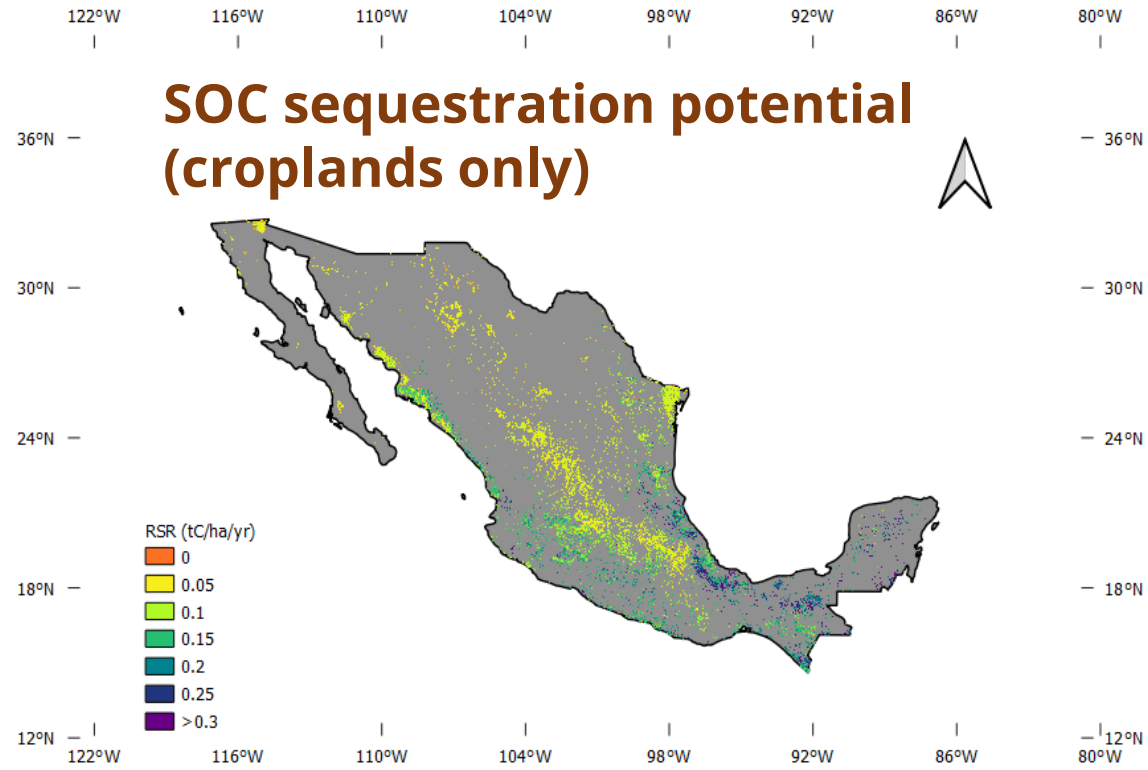 122°W 116°W 110°W 104°W 98°W 92°W 86°W 80°W
SOC sequestration potential
(croplands only)
36°N 36°N
30°N 30°N
24°N 24°N
RSR (tC/ha/yr)
0
0.05
18°N 18°N
0.1
0.15
0.2
0.25
>0.3
12°N 12°N
122°W 116°W 110°W 104°W 98°W 92°W 86°W 80°W